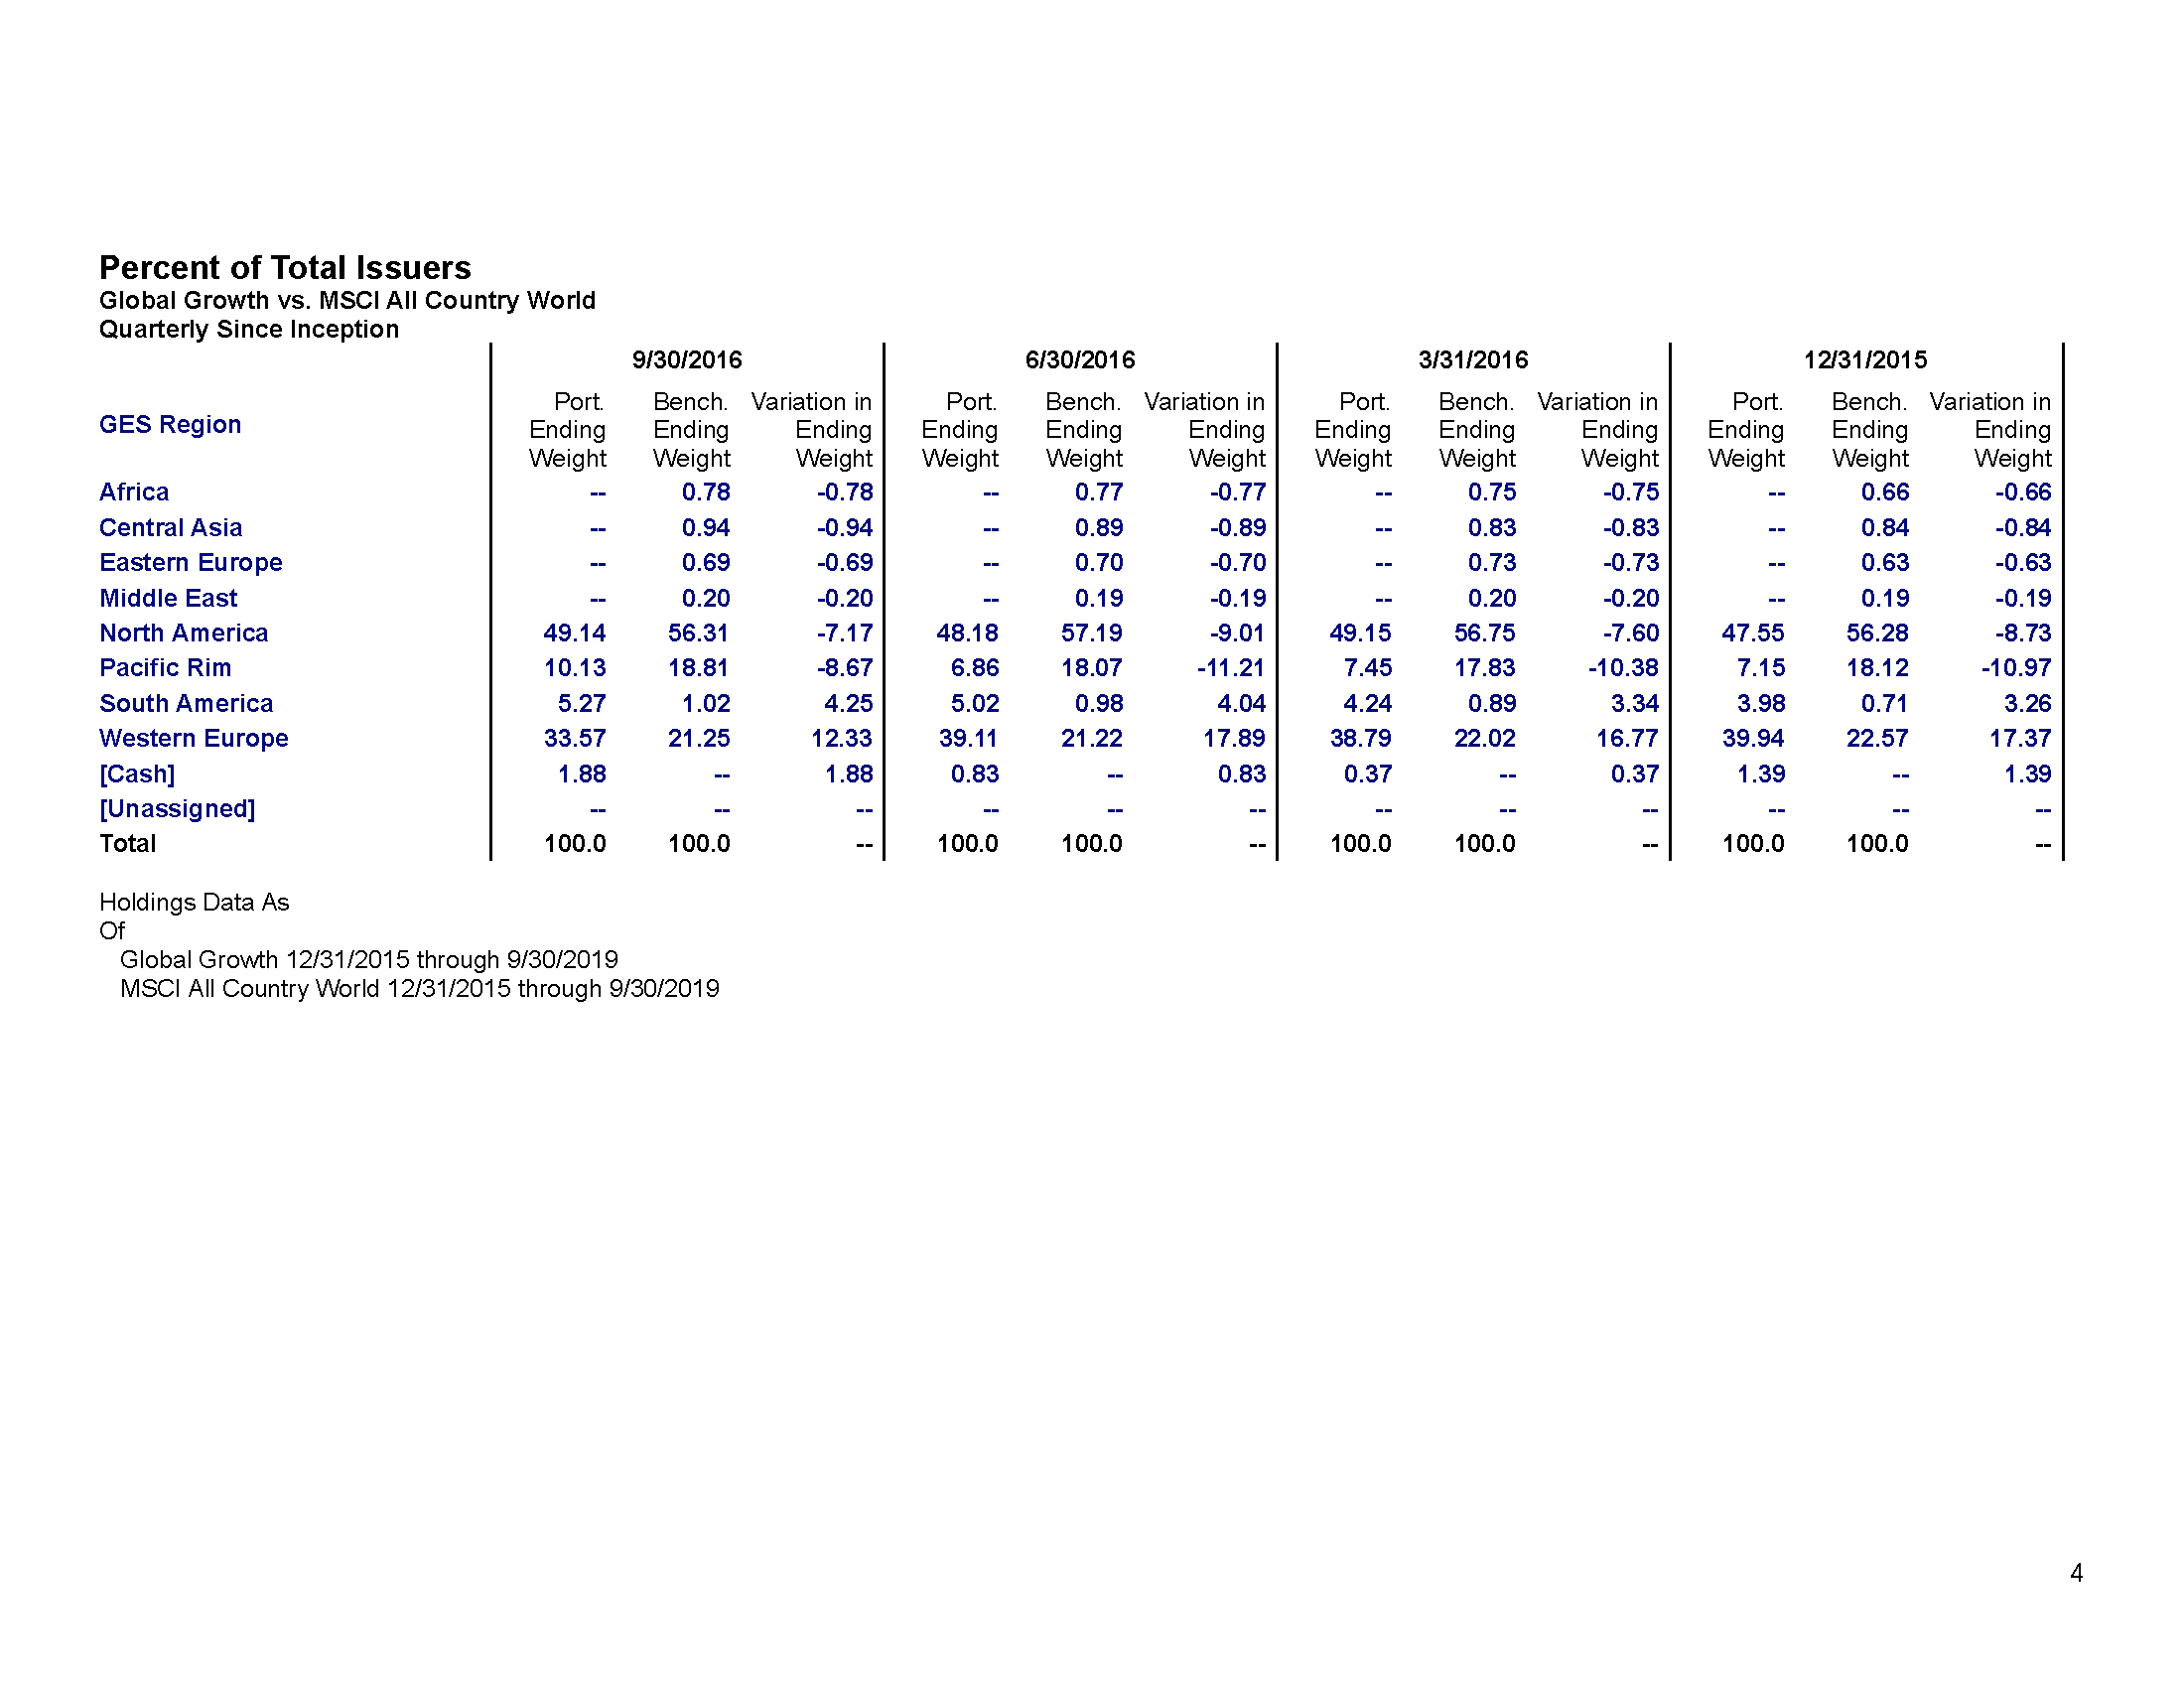 Percent of Total Issuers
Global Growth vs. MSCI All Country World
Quarterly Since Inception
9/30/2016 6/30/2016 3/31/2016 12/31/2015
GES Region
Port. Bench. Variation in Port. Bench. Variation in Port. Bench. Variation in Port. Bench. Variation in
Ending Ending Ending Ending Ending Ending Ending Ending Ending Ending Ending Ending
Weight Weight Weight Weight Weight Weight Weight Weight Weight Weight Weight Weight
Africa -- 0.78 -0.78 -- 0.77 -0.77 -- 0.75 -0.75 -- 0.66 -0.66
Central Asia -- 0.94 -0.94 -- 0.89 -0.89 -- 0.83 -0.83 -- 0.84 -0.84
Eastern Europe -- 0.69 -0.69 -- 0.70 -0.70 -- 0.73 -0.73 -- 0.63 -0.63
Middle East -- 0.20 -0.20 -- 0.19 -0.19 -- 0.20 -0.20 -- 0.19 -0.19
North America 49.14 56.31 -7.17 48.18 57.19 -9.01 49.15 56.75 -7.60 47.55 56.28 -8.73
Pacific Rim 10.13 18.81 -8.67 6.86 18.07 -11.21 7.45 17.83 -10.38 7.15 18.12 -10.97
South America 5.27 1.02 4.25 5.02 0.98 4.04 4.24 0.89 3.34 3.98 0.71 3.26
Western Europe 33.57 21.25 12.33 39.11 21.22 17.89 38.79 22.02 16.77 39.94 22.57 17.37
[Cash] 1.88 -- 1.88 0.83 -- 0.83 0.37 -- 0.37 1.39 -- 1.39
[Unassigned] -- -- -- -- -- -- -- -- -- -- -- --
Total 100.0 100.0 -- 100.0 100.0 -- 100.0 100.0 -- 100.0 100.0 --
Holdings Data As
Of
Global Growth 12/31/2015 through 9/30/2019
MSCI All Country World 12/31/2015 through 9/30/2019
4